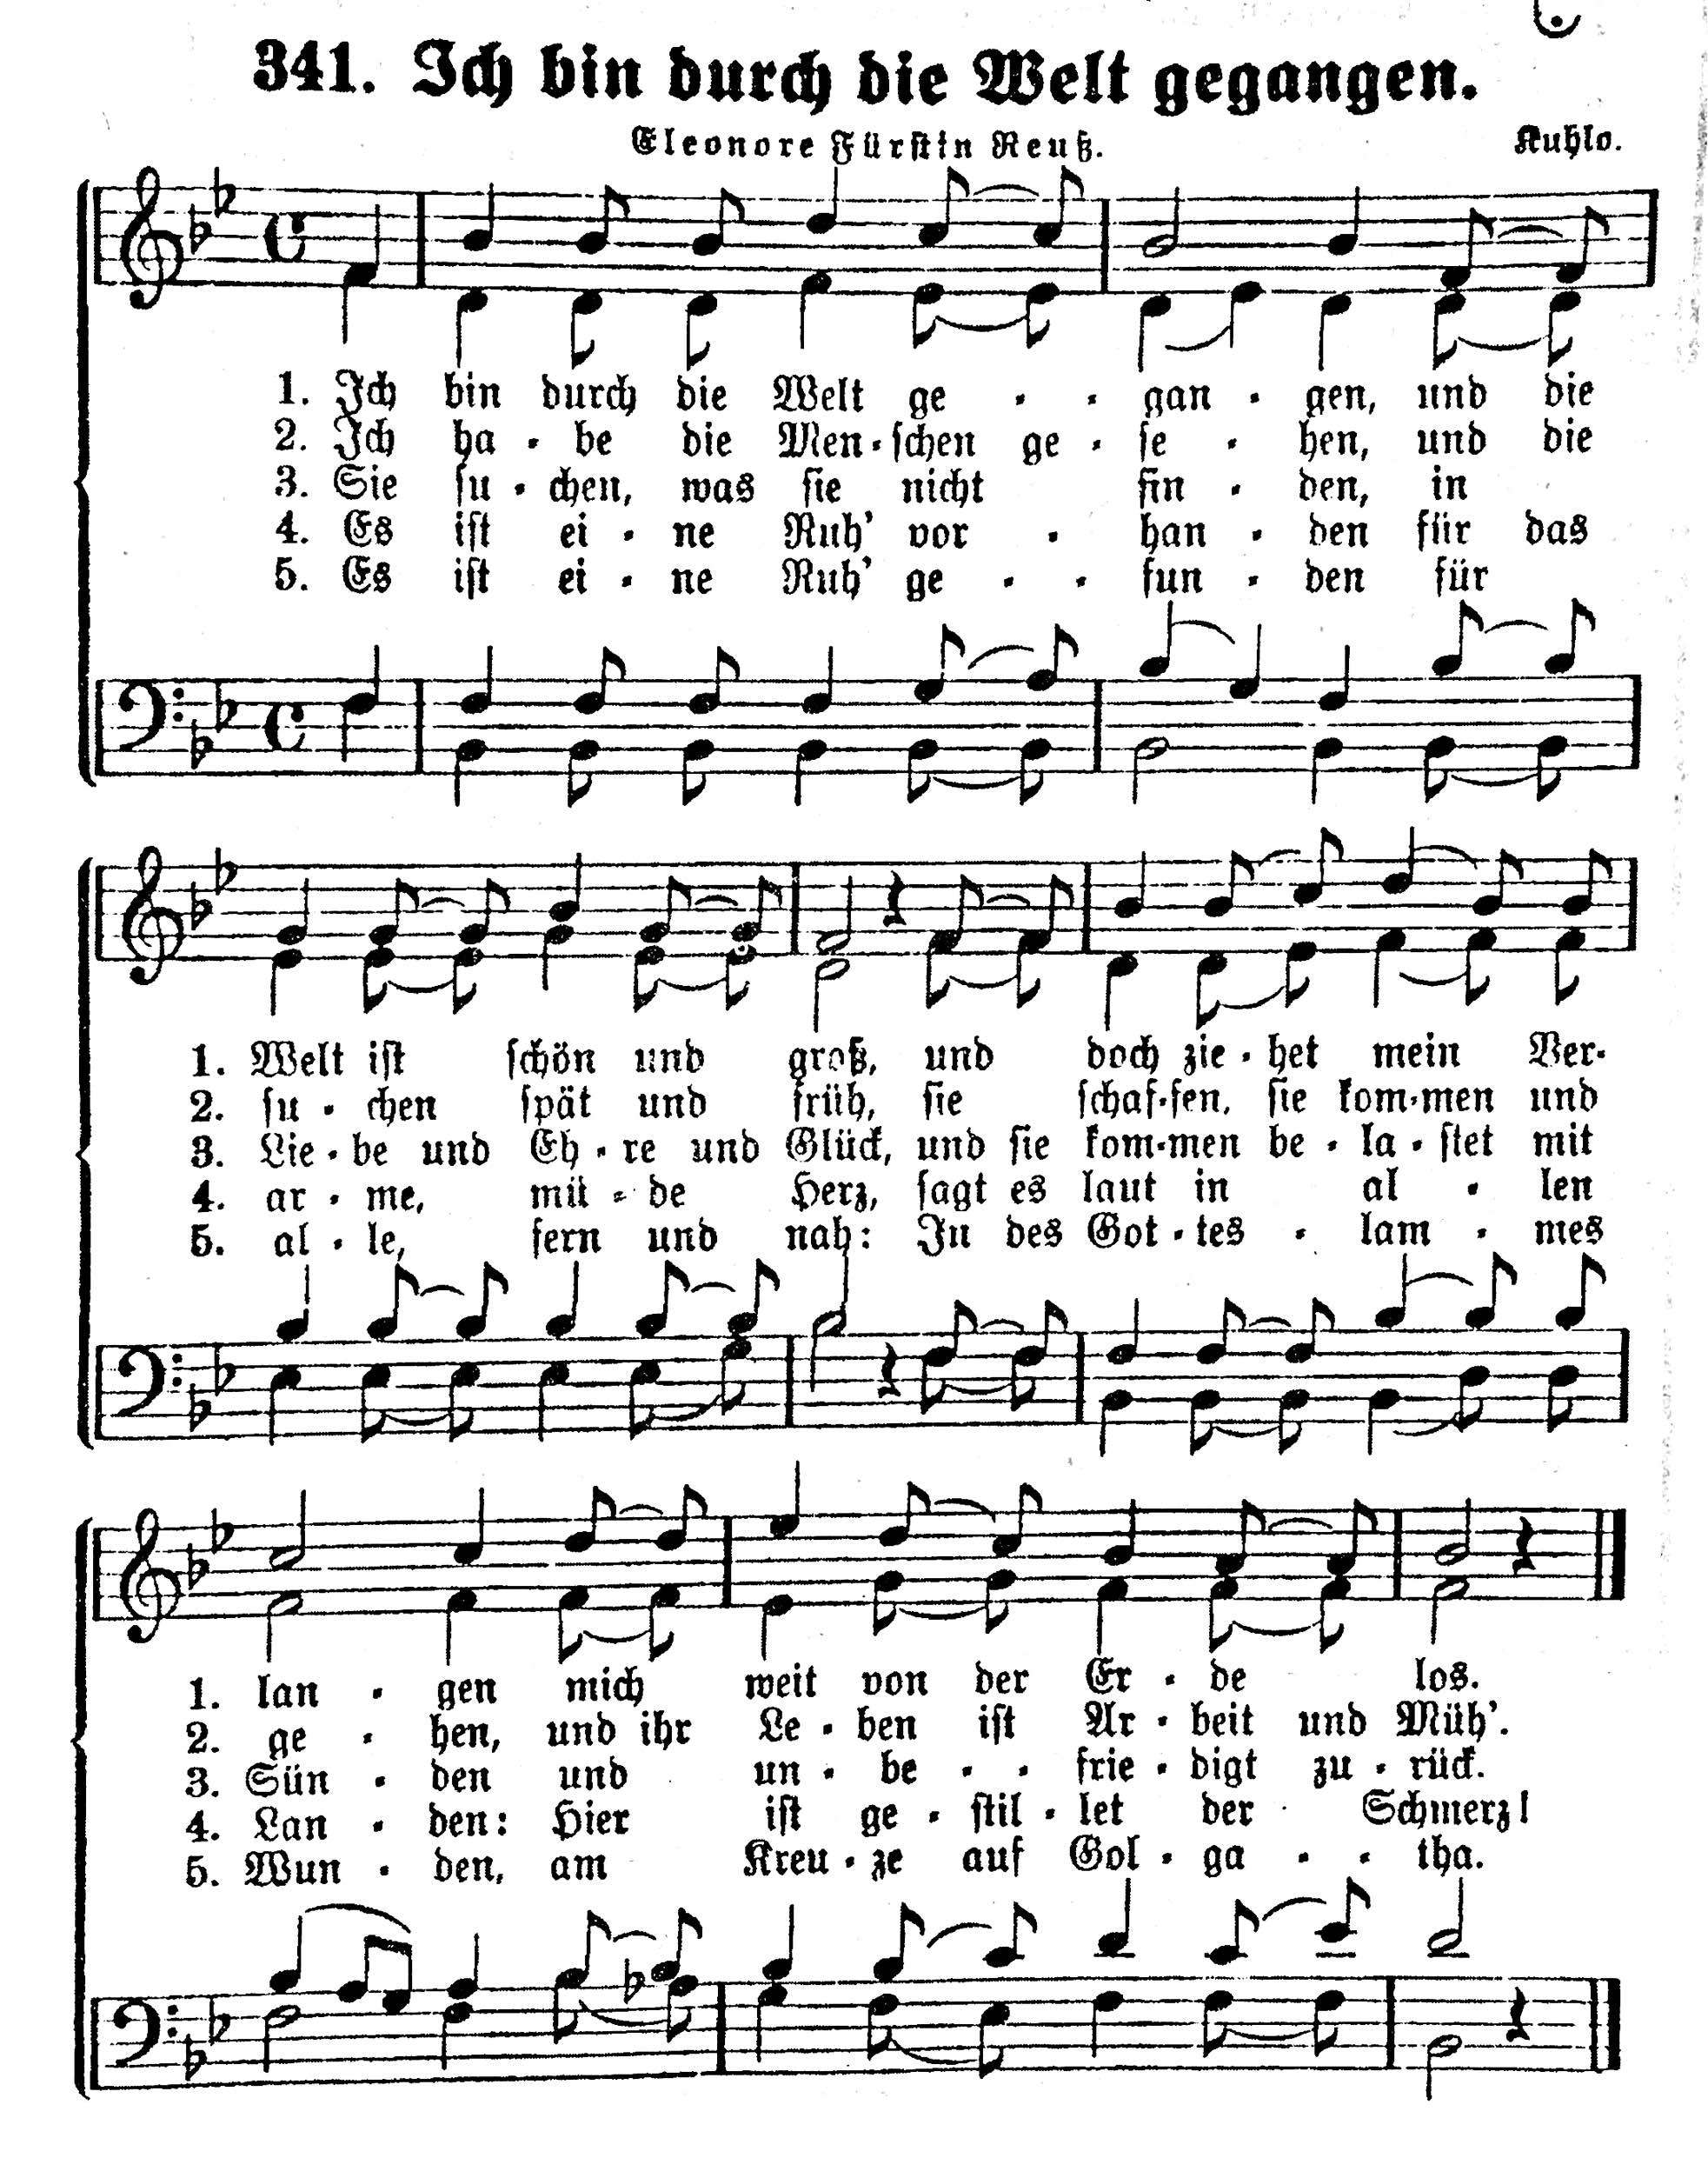 341. Ich bin durch die Welt gegangen.
Eleonore Fürstin Reuß.
Kuhlo.
1. Ich bin durch die Welt ge - - gan - gen, und die
2. Ich ha - be die Men - schen ge - se - hen, und die
3. Sie su - chen, was sie nicht fin - den, in
4. Es ist ei - ne Ruh' vor - han - den für das
5. Es ist ei - ne Ruh' ge - - fun - den für
1. Welt ist schön und groß, und doch zie - het mein Ver-
2. su - chen spät und früh, sie schaf-fen, sie kom-men und
3. Lie - be und Eh - re und Glück, und sie kom-men be - la - stet mit
4. ar - me, mü - de Herz, sagt es laut in al - len
5. al - le, fern und nah: In des Got - tes - lam - mes
1. lan - gen mich weit von der Er - de los.
2. ge - hen, und ihr Le - ben ist Ar - beit und Müh'.
3. Sün - den und un - be - - frie - digt zu - rück.
4. Lan - den: Hier ist ge - stil - let der Schmerz!
5. Wun - den, am Kreu - ze auf Gol - ga - - tha.